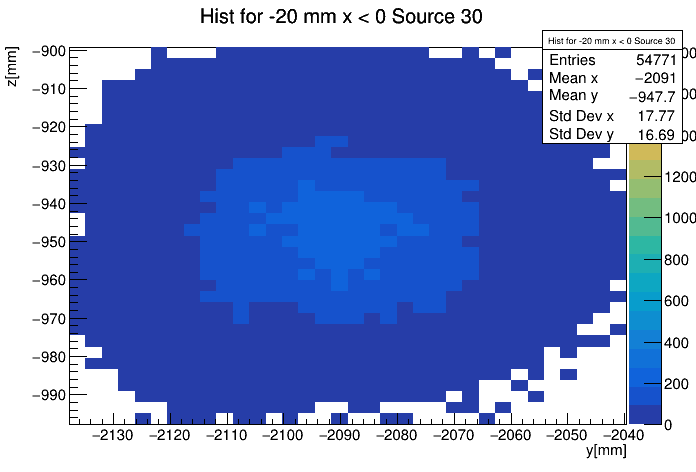 Hist for -20 mm x < 0 Source 30
Hist for -20 mm x < 0 Source 30
Entries 54771
Mean x −2091
Mean y −947.7
Std Dev x 17.77
Std Dev y 16.69
z[mm]
−900
−910
−920
−930
−940
−950
−960
−970
−980
−990
1200
1000
800
600
400
200
0
−2130 −2120 −2110 −2100 −2090 −2080 −2070 −2060 −2050 −2040
y[mm]